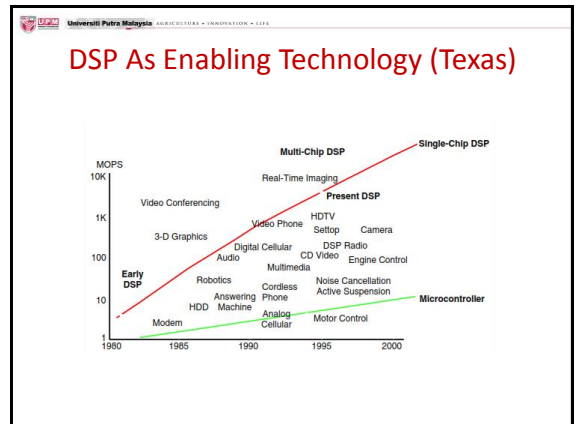 UPM Universiti Putra Malaysia AGRICULTURE • INNOVATION • LIFE
DSP As Enabling Technology (Texas)
Single-Chip DSP
Multi-Chip DSP
MOPS
10K
Real-Time Imaging
Present DSP
Video Conferencing
HDTV
1K
Video Phone
Settop
Camera
3-D Graphics
Digital Cellular
DSP Radio
100
Audio
CD Video
Engine Control
Multimedia
Early
DSP
Robotics
Cordless
Phone
Noise Cancellation
Active Suspension
10
Answering
Machine
Microcontroller
HDD
Analog
Cellular
Motor Control
Modem
1
1980
1985
1990
1995
2000